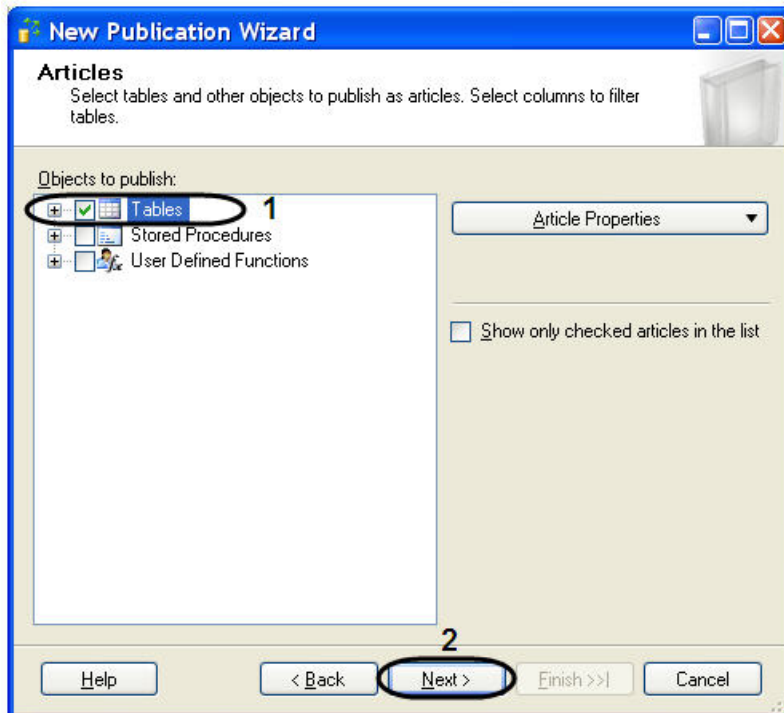 New Publication Wizard
Articles
Select tables and other objects to publish as articles. Select columns to filter
tables.
Objects to publish:
Tables 1
Stored Procedures
User Defined Functions
Article Properties
Show only checked articles in the list
2
Help < Back Next > Finish >>| Cancel